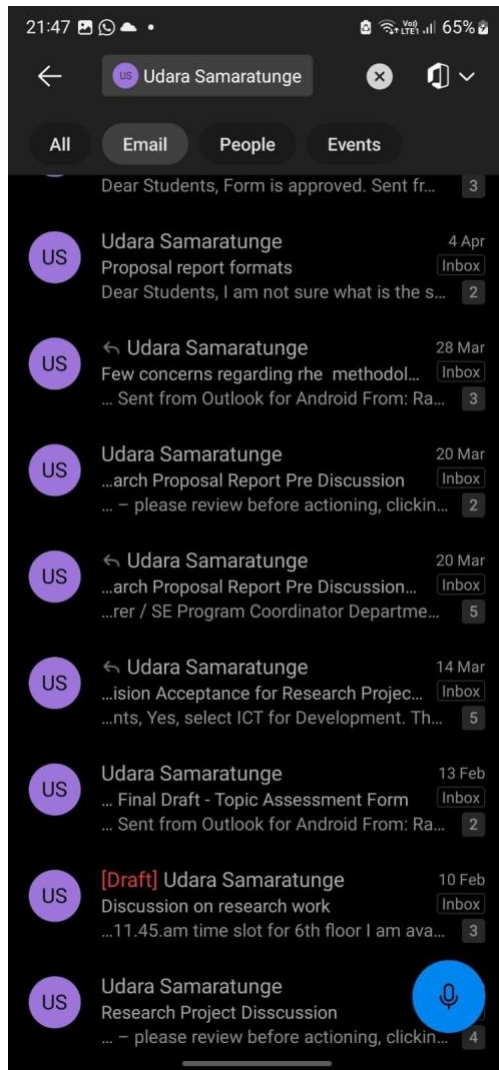 21:47 Vo)) LTE1 65%
US Udara Samaratunge
All Email People Events
Dear Students, Form is approved. Sent fr... 3
US Udara Samaratunge 4 Apr
Proposal report formats Inbox
Dear Students, I am not sure what is the s... 2
US Udara Samaratunge 28 Mar
Few concerns regarding rhe methodol... Inbox
... Sent from Outlook for Android From: Ra... 3
US Udara Samaratunge 20 Mar
...arch Proposal Report Pre Discussion Inbox
... – please review before actioning, clickin... 2
US Udara Samaratunge 20 Mar
...arch Proposal Report Pre Discussion... Inbox
...rer / SE Program Coordinator Departme... 5
US Udara Samaratunge 14 Mar
...ision Acceptance for Research Projec... Inbox
...nts, Yes, select ICT for Development. Th... 5
US Udara Samaratunge 13 Feb
... Final Draft - Topic Assessment Form Inbox
... Sent from Outlook for Android From: Ra... 2
US [Draft] Udara Samaratunge 10 Feb
Discussion on research work Inbox
...11.45.am time slot for 6th floor I am ava... 3
US Udara Samaratunge
Research Project Disscussion
... – please review before actioning, clickin... 4